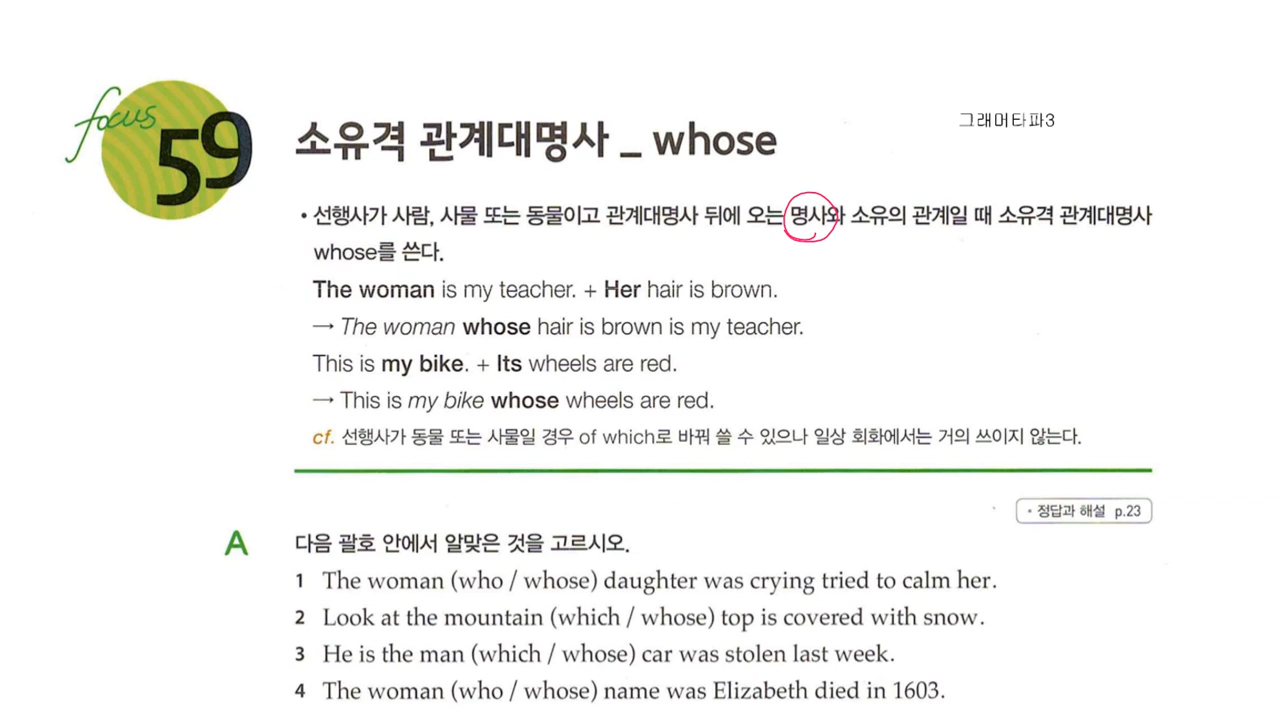 focus 59
소유격 관계대명사 _ whose
그래머타파3
• 선행사가 사람, 사물 또는 동물이고 관계대명사 뒤에 오는 명사와 소유의 관계일 때 소유격 관계대명사
whose를 쓴다.
The woman is my teacher. + Her hair is brown.
→ The woman whose hair is brown is my teacher.
This is my bike. + Its wheels are red.
→ This is my bike whose wheels are red.
cf. 선행사가 동물 또는 사물일 경우 of which로 바꿔 쓸 수 있으나 일상 회화에서는 거의 쓰이지 않는다.
• 정답과 해설 p.23
A 다음 괄호 안에서 알맞은 것을 고르시오.
1 The woman (who / whose) daughter was crying tried to calm her.
2 Look at the mountain (which / whose) top is covered with snow.
3 He is the man (which / whose) car was stolen last week.
4 The woman (who / whose) name was Elizabeth died in 1603.